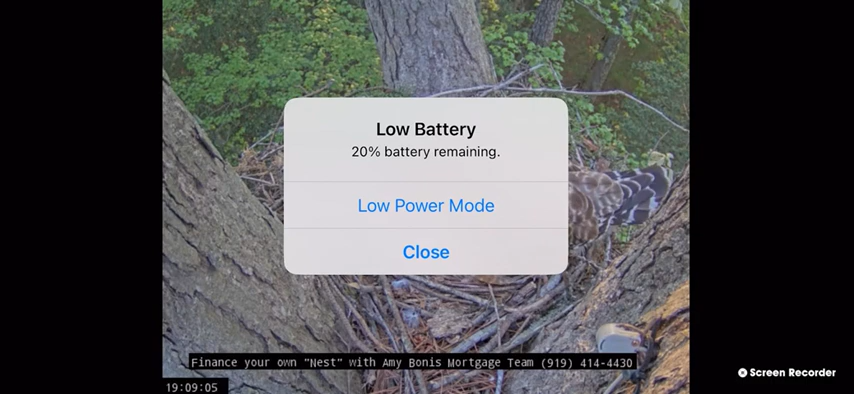 Low Battery
20% battery remaining.
Low Power Mode
Close
Finance your own "Nest" with Amy Bonis Mortgage Team (919) 414-4430
Screen Recorder
19:09:05